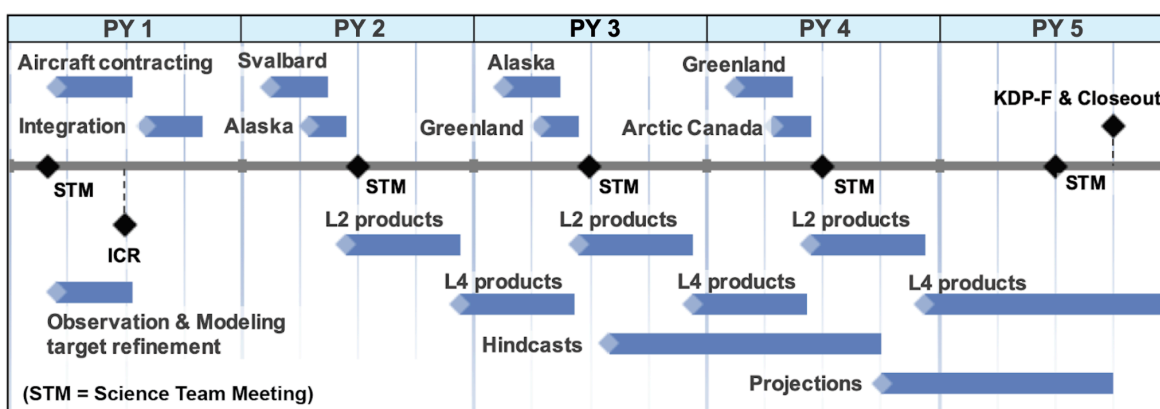 PY 1 PY 2 PY 3 PY 4 PY 5
Aircraft contracting Svalbard Alaska Greenland
KDP-F & Closeout
Integration Alaska Greenland Arctic Canada
STM STM STM STM STM
L2 products L2 products L2 products
ICR
L4 products L4 products L4 products
Observation & Modeling
target refinement
Hindcasts
Projections
(STM = Science Team Meeting)